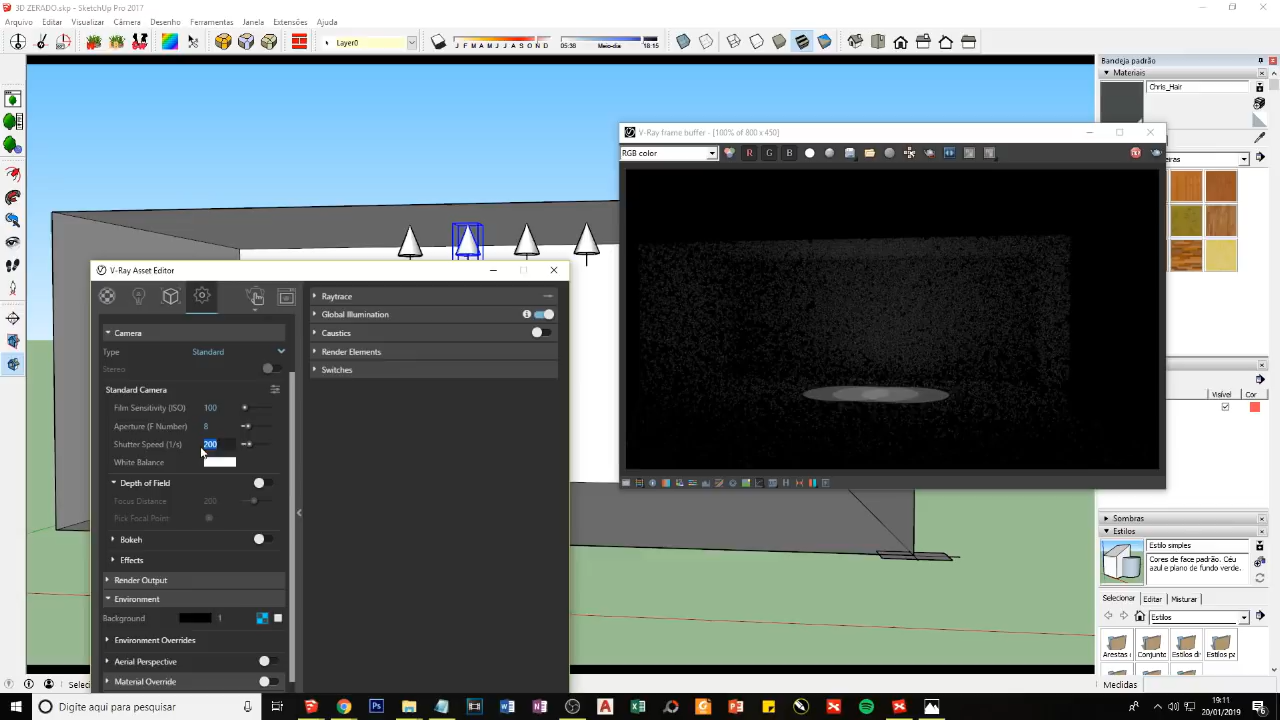 3D ZERADO.skp - SketchUp Pro 2017
Arquivo Editar Visualizar Câmera Desenho Ferramentas Janela Extensões Ajuda
Layer0
J F M A M J J A S O N D
05:38 Meio-dia 18:15
Bandeja padrão
Materiais
Chris_Hair
eiras
V-Ray frame buffer - [100% of 800 x 450]
RGB color
R G B
V-Ray Asset Editor
Camera
Type Standard
Stereo
Standard Camera
Film Sensitivity (ISO) 100
Aperture (F Number) 8
Shutter Speed (1/s) 200
White Balance
Depth of Field
Focus Distance 200
Pick Focal Point
Bokeh
Effects
Render Output
Environment
Background 1
Environment Overrides
Aerial Perspective
Material Override
Raytrace
Global Illumination
Caustics
Render Elements
Switches
Visível Cor
Sombras
Estilos
Estilo simples
Cores de face padrão. Céu
azul e plano de fundo verde.
Selecionar Editar Misturar
Estilos
Arestas Conjunto Estilos d Estilos pa
Selec
Medidas
Digite aqui para pesquisar
19:11
30/01/2019